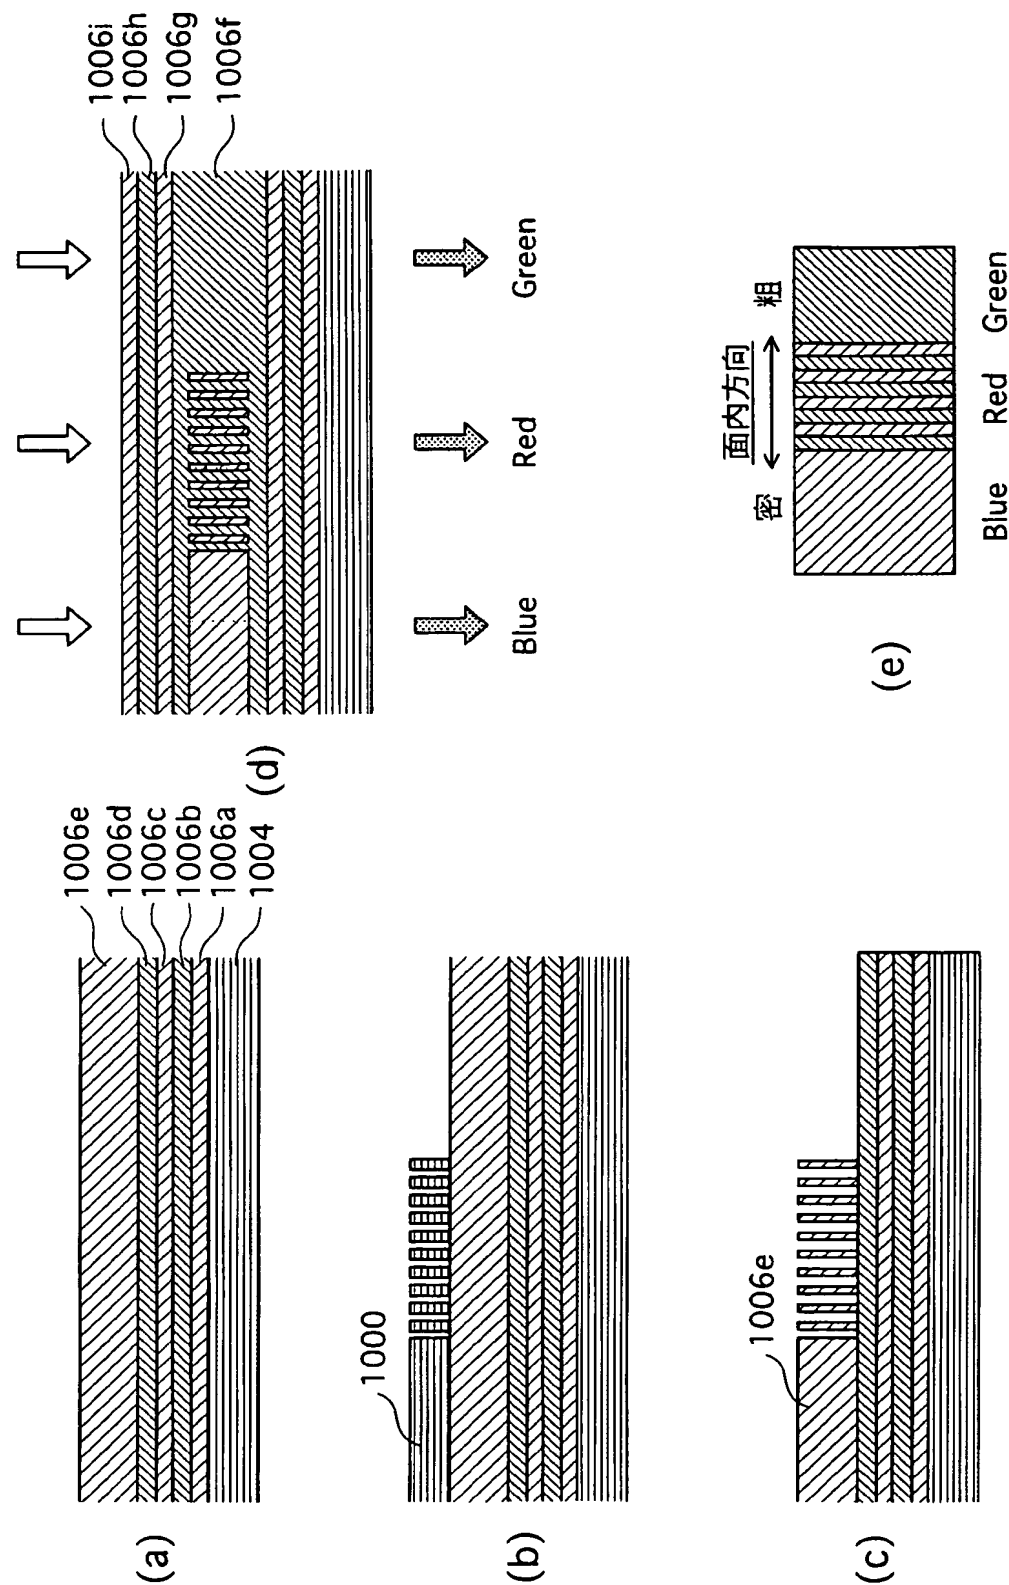 1006e
1006d
1006c
1006b
1006a
1004
(a)
1000
(b)
1006e
(c)
1006i
1006h
1006g
1006f
Blue
Red
Green
(d)
面内方向
密
粗
Blue
Red
Green
(e)